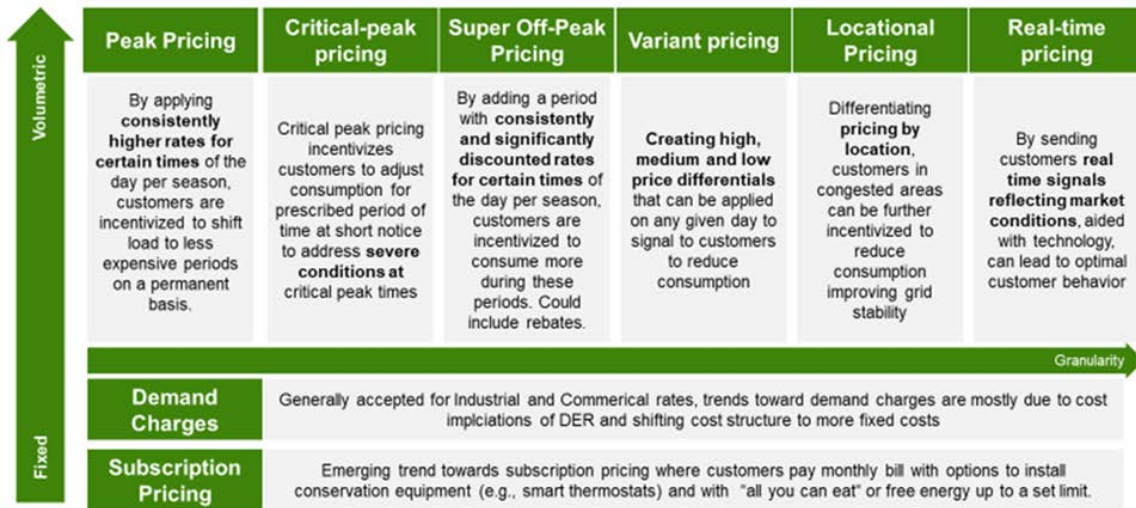 Volumetric
Fixed
Peak Pricing
By applying
consistently
higher rates for
certain times of the
day per season,
customers are
incentivized to shift
load to less
expensive periods
on a permanent
basis.
Critical-peak
pricing
Critical peak pricing
incentivizes
customers to adjust
consumption for
prescribed period of
time at short notice
to address severe
conditions at
critical peak times
Super Off-Peak
Pricing
By adding a period
with consistently
and significantly
discounted rates
for certain times of
the day per season,
customers are
incentivized to
consume more
during these
periods. Could
include rebates.
Variant pricing
Creating high,
medium and low
price differentials
that can be applied
on any given day to
signal to customers
to reduce
consumption
Locational
Pricing
Differentiating
pricing by
location,
customers in
congested areas
can be further
incentivized to
reduce
consumption
improving grid
stability
Real-time
pricing
By sending
customers real
time signals
reflecting market
conditions, aided
with technology,
can lead to optimal
customer behavior
Granularity
Demand
Charges
Generally accepted for Industrial and Commerical rates, trends toward demand charges are mostly due to cost
implciations of DER and shifting cost structure to more fixed costs
Subscription
Pricing
Emerging trend towards subscription pricing where customers pay monthly bill with options to install
conservation equipment (e.g., smart thermostats) and with "all you can eat" or free energy up to a set limit.